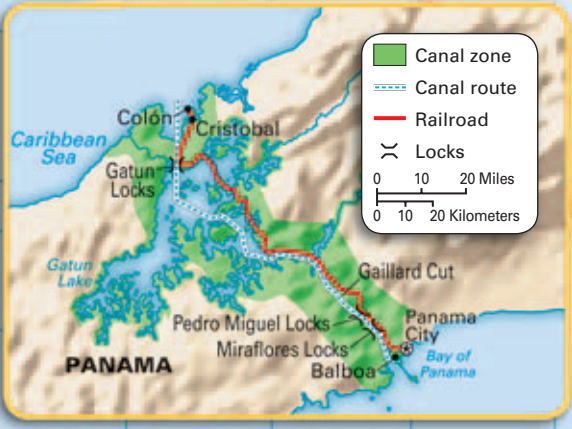 Canal zone
Canal route
Railroad
Locks
0 10 20 Miles
0 10 20 Kilometers
Colón
Cristobal
Caribbean
Sea
Gatun
Locks
Gatun
Lake
Gaillard Cut
Pedro Miguel Locks
Panama
City
Miraflores Locks
Balboa
Bay of
Panama
PANAMA